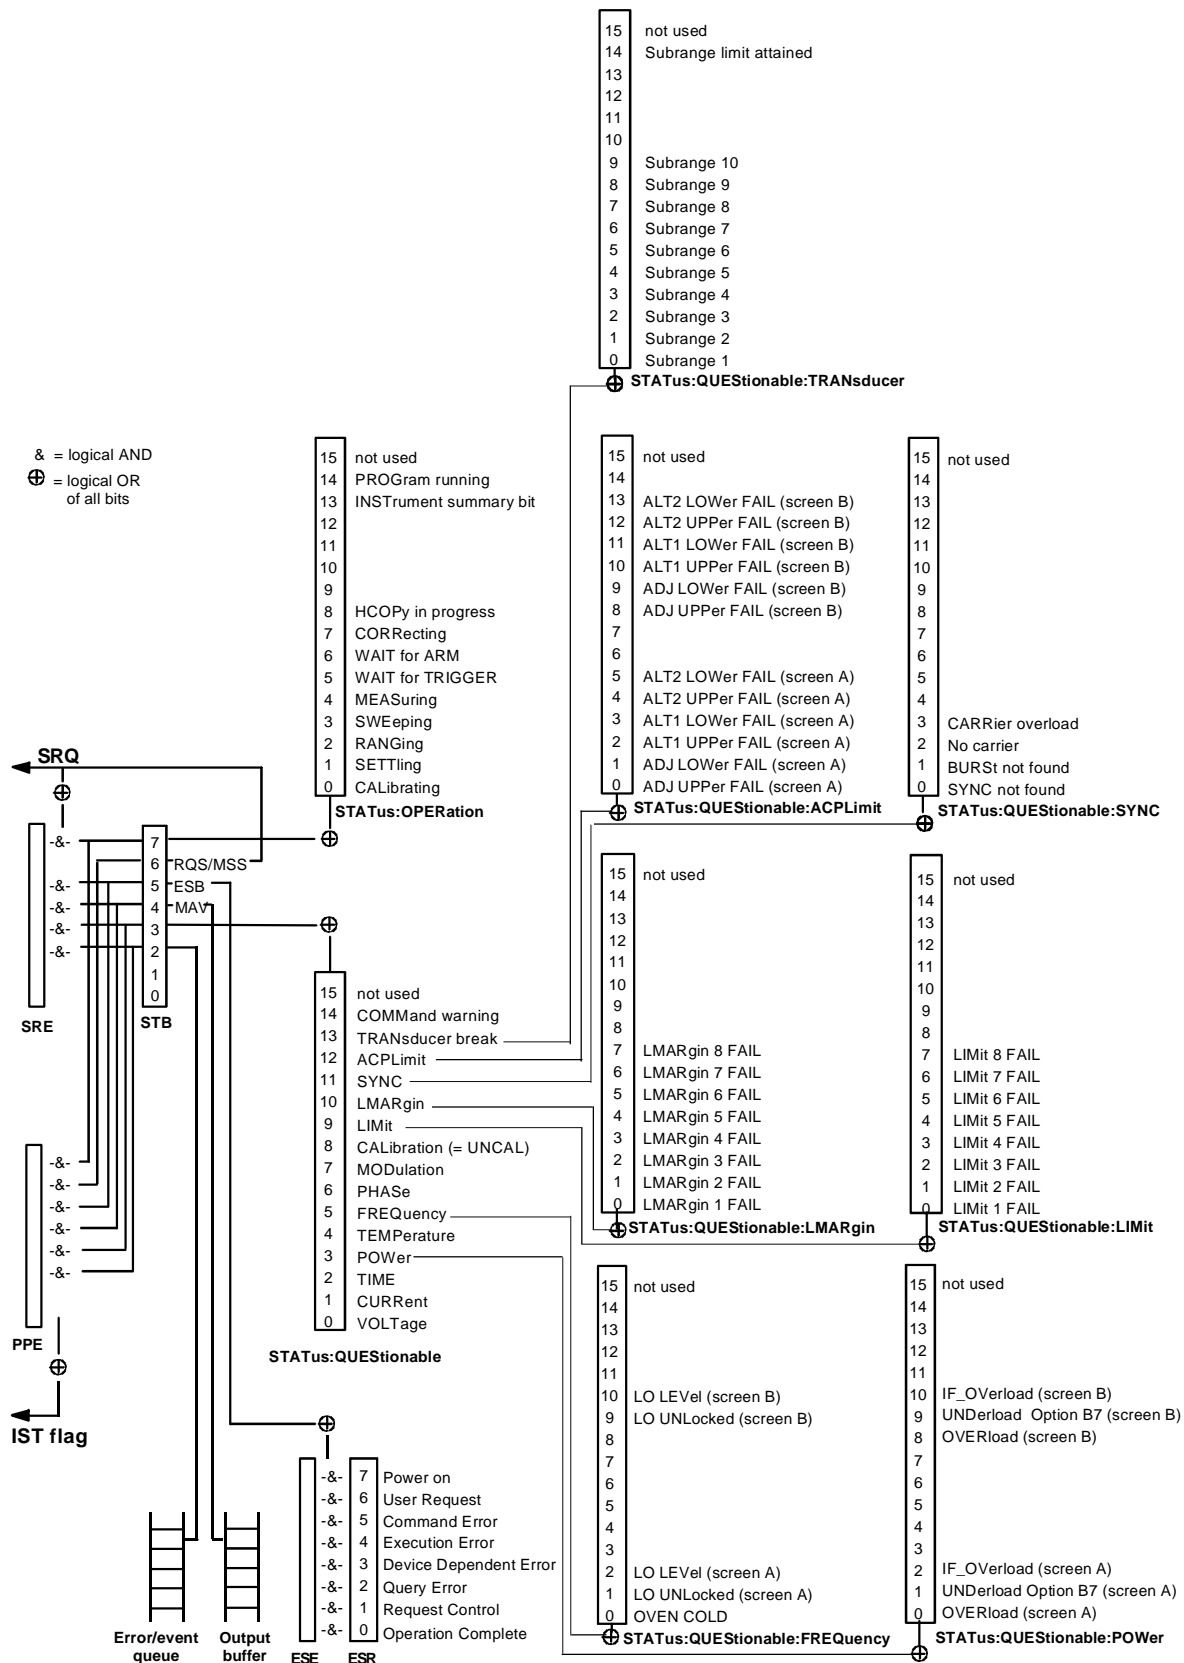 15 not used
14 Subrange limit attained
13
12
11
10
9 Subrange 10
8 Subrange 9
7 Subrange 8
6 Subrange 7
5 Subrange 6
4 Subrange 5
3 Subrange 4
2 Subrange 3
1 Subrange 2
0 Subrange 1
STATus:QUEStionable:TRANsducer
& = logical AND
⊕ = logical OR
of all bits
15 not used
14 PROGram running
13 INSTrument summary bit
12
11
10
9
8 HCOPy in progress
7 CORRecting
6 WAIT for ARM
5 WAIT for TRIGGER
4 MEASuring
3 SWEeping
2 RANGing
1 SETTling
0 CALibrating
STATus:OPERation
15 not used
14
13 ALT2 LOWer FAIL (screen B)
12 ALT2 UPPer FAIL (screen B)
11 ALT1 LOWer FAIL (screen B)
10 ALT1 UPPer FAIL (screen B)
9 ADJ LOWer FAIL (screen B)
8 ADJ UPPer FAIL (screen B)
7
6
5 ALT2 LOWer FAIL (screen A)
4 ALT2 UPPer FAIL (screen A)
3 ALT1 LOWer FAIL (screen A)
2 ALT1 UPPer FAIL (screen A)
1 ADJ LOWer FAIL (screen A)
0 ADJ UPPer FAIL (screen A)
STATus:QUEStionable:ACPLimit
15 not used
14
13
12
11
10
9
8
7
6
5
4
3 CARRier overload
2 No carrier
1 BURSt not found
0 SYNC not found
STATus:QUEStionable:SYNC
SRQ
-&-
-&-
-&-
-&-
-&-
SRE
7
6 RQS/MSS
5 ESB
4 MAV
3
2
1
0
STB
15 not used
14 COMMand warning
13 TRANsducer break
12 ACPLimit
11 SYNC
10 LMARgin
9 LIMit
8 CALibration (= UNCAL)
7 MODulation
6 PHASe
5 FREQuency
4 TEMPerature
3 POWer
2 TIME
1 CURRent
0 VOLTage
STATus:QUEStionable
15 not used
14
13
12
11
10
9
8
7 LMARgin 8 FAIL
6 LMARgin 7 FAIL
5 LMARgin 6 FAIL
4 LMARgin 5 FAIL
3 LMARgin 4 FAIL
2 LMARgin 3 FAIL
1 LMARgin 2 FAIL
0 LMARgin 1 FAIL
STATus:QUEStionable:LMARgin
15 not used
14
13
12
11
10
9
8
7 LIMit 8 FAIL
6 LIMit 7 FAIL
5 LIMit 6 FAIL
4 LIMit 5 FAIL
3 LIMit 4 FAIL
2 LIMit 3 FAIL
1 LIMit 2 FAIL
0 LIMit 1 FAIL
STATus:QUEStionable:LIMit
-&-
-&-
-&-
-&-
-&-
-&-
PPE
IST flag
15 not used
14
13
12
11
10 LO LEVel (screen B)
9 LO UNLocked (screen B)
8
7
6
5
4
3
2 LO LEVel (screen A)
1 LO UNLocked (screen A)
0 OVEN COLD
STATus:QUEStionable:FREQuency
15 not used
14
13
12
11
10 IF_OVerload (screen B)
9 UNDerload Option B7 (screen B)
8 OVERload (screen B)
7
6
5
4
3
2 IF_OVerload (screen A)
1 UNDerload Option B7 (screen A)
0 OVERload (screen A)
STATus:QUEStionable:POWer
-&- 7 Power on
-&- 6 User Request
-&- 5 Command Error
-&- 4 Execution Error
-&- 3 Device Dependent Error
-&- 2 Query Error
-&- 1 Request Control
-&- 0 Operation Complete
ESE ESR
Error/event
queue
Output
buffer